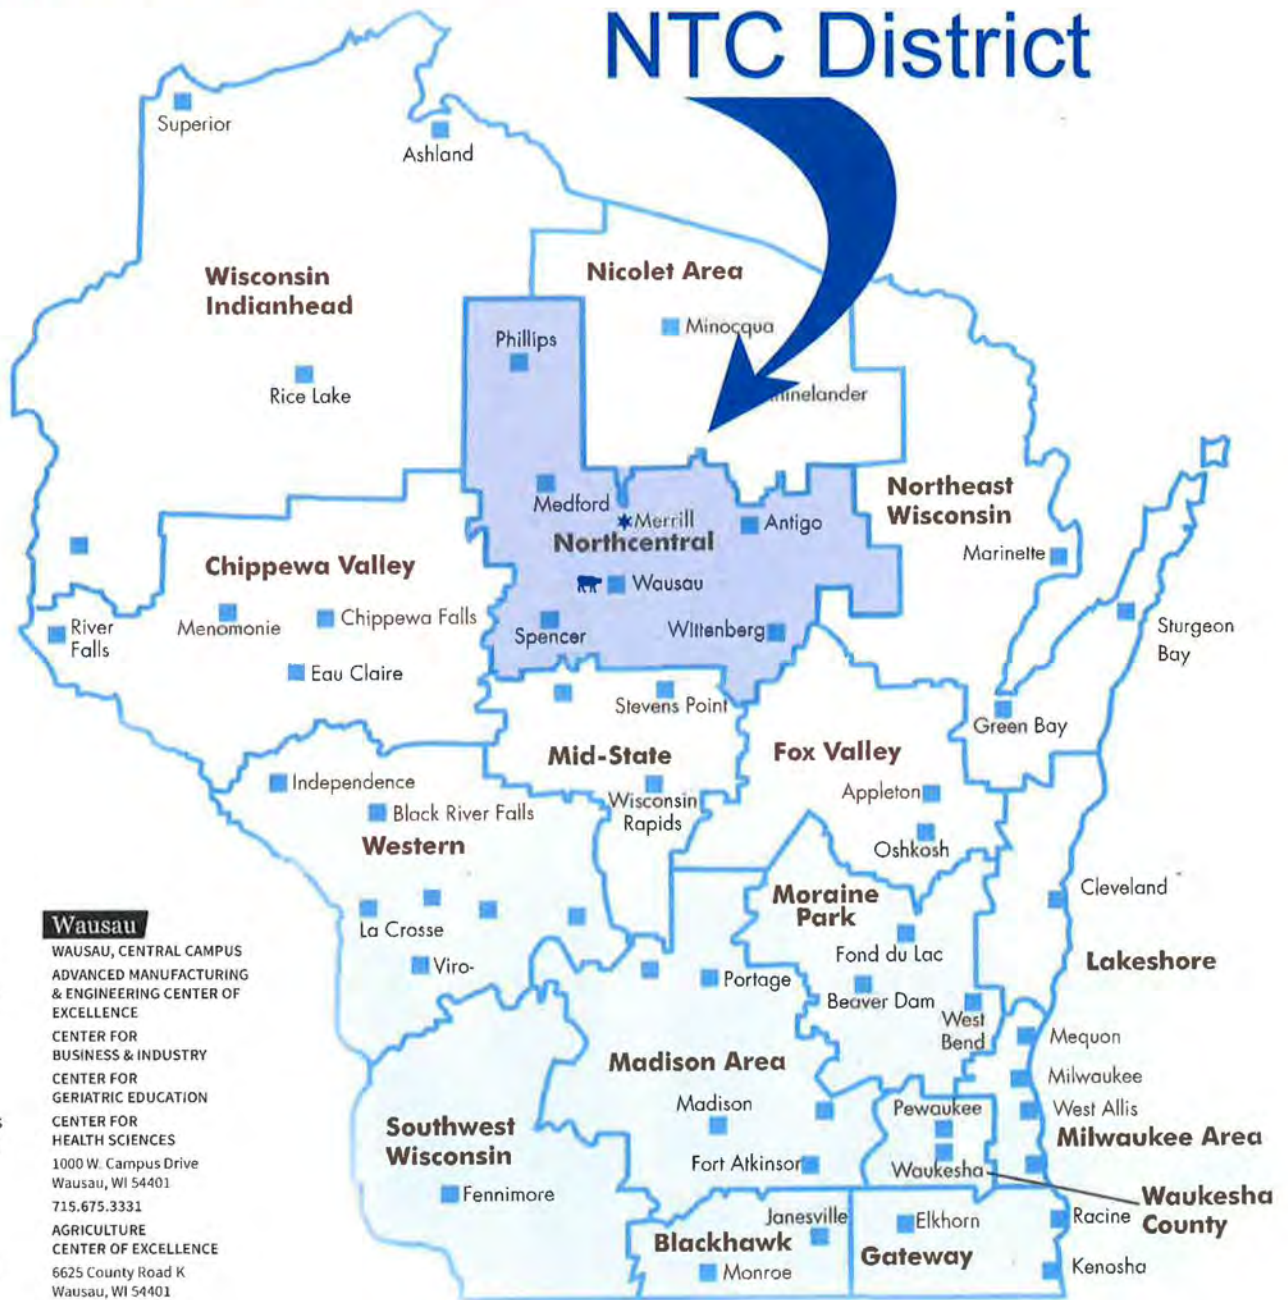 NTC District
Superior
Ashland
Wisconsin
Indianhead
Nicolet Area
Minocqua
Phillips
Rice Lake
Medford
Merrill
Northcentral
Antigo
Northeast
Wisconsin
Marinette
Chippewa Valley
Wausau
Menomonie
Chippewa Falls
River
Falls
Spencer
Wittenberg
Sturgeon
Bay
Eau Claire
Stevens Point
Green Bay
Mid-State
Fox Valley
Independence
Appleton
Black River Falls
Wisconsin
Rapids
Western
Oshkosh
Moraine
Park
Cleveland
La Crosse
Fond du Lac
Lakeshore
Viro-
Portage
Beaver Dam
West
Bend
Mequon
Madison Area
Milwaukee
Madison
Pewaukee
West Allis
Southwest
Wisconsin
Milwaukee Area
Fort Atkinson
Waukesha
Fennimore
Waukesha
County
Janesville
Elkhorn
Racine
Blackhawk
Gateway
Monroe
Kenosha
Wausau
WAUSAU, CENTRAL CAMPUS
ADVANCED MANUFACTURING
& ENGINEERING CENTER OF
EXCELLENCE
CENTER FOR
BUSINESS & INDUSTRY
CENTER FOR
GERIATRIC EDUCATION
CENTER FOR
HEALTH SCIENCES
1000 W. Campus Drive
Wausau, WI 54401
715.675.3331
AGRICULTURE
CENTER OF EXCELLENCE
6625 County Road K
Wausau, WI 54401